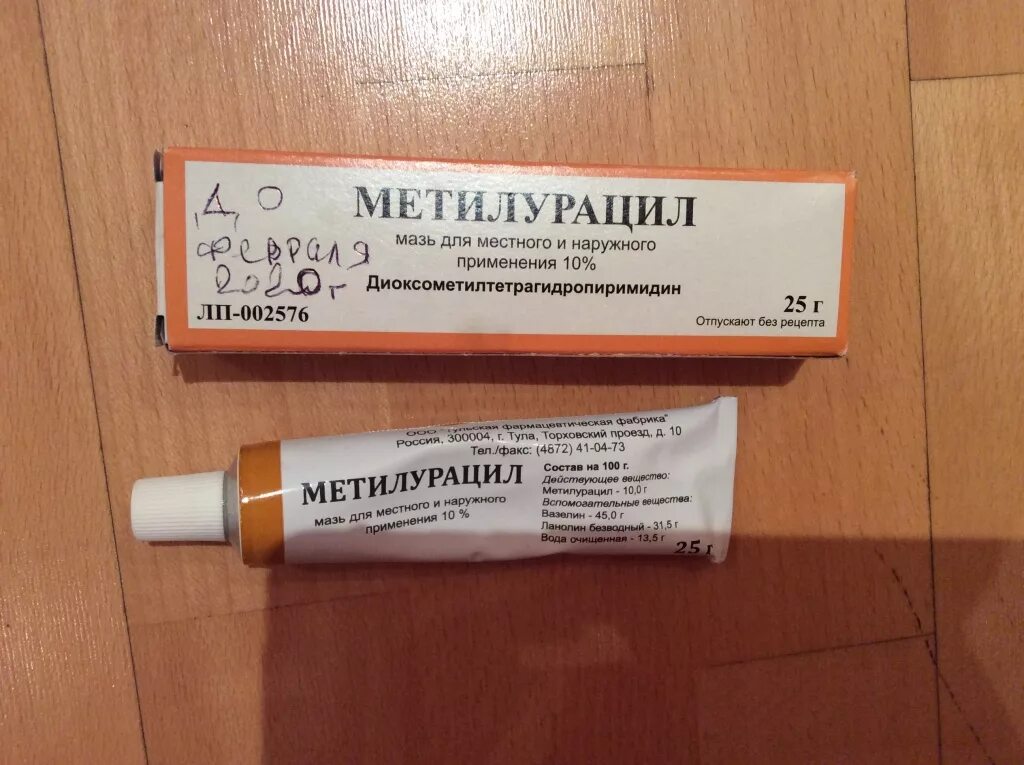 Д О
ФЕВРАЛЯ
2020 г
МЕТИЛУРАЦИЛ
мазь для местного и наружного
применения 10%
Диоксометилтетрагидропиримидин
ЛП-002576
25 г
Отпускают без рецепта
ООО "Тульская фармацевтическая фабрика"
Россия, 300004, г. Тула, Торховский проезд, д. 10
Тел./факс: (4872) 41-04-73
МЕТИЛУРАЦИЛ
мазь для местного и наружного
применения 10 %
Состав на 100 г.
Действующее вещество:
Метилурацил - 10,0 г
Вспомогательные вещества:
Вазелин - 45,0 г
Ланолин безводный - 31,5 г
Вода очищенная - 13,5 г
25 г